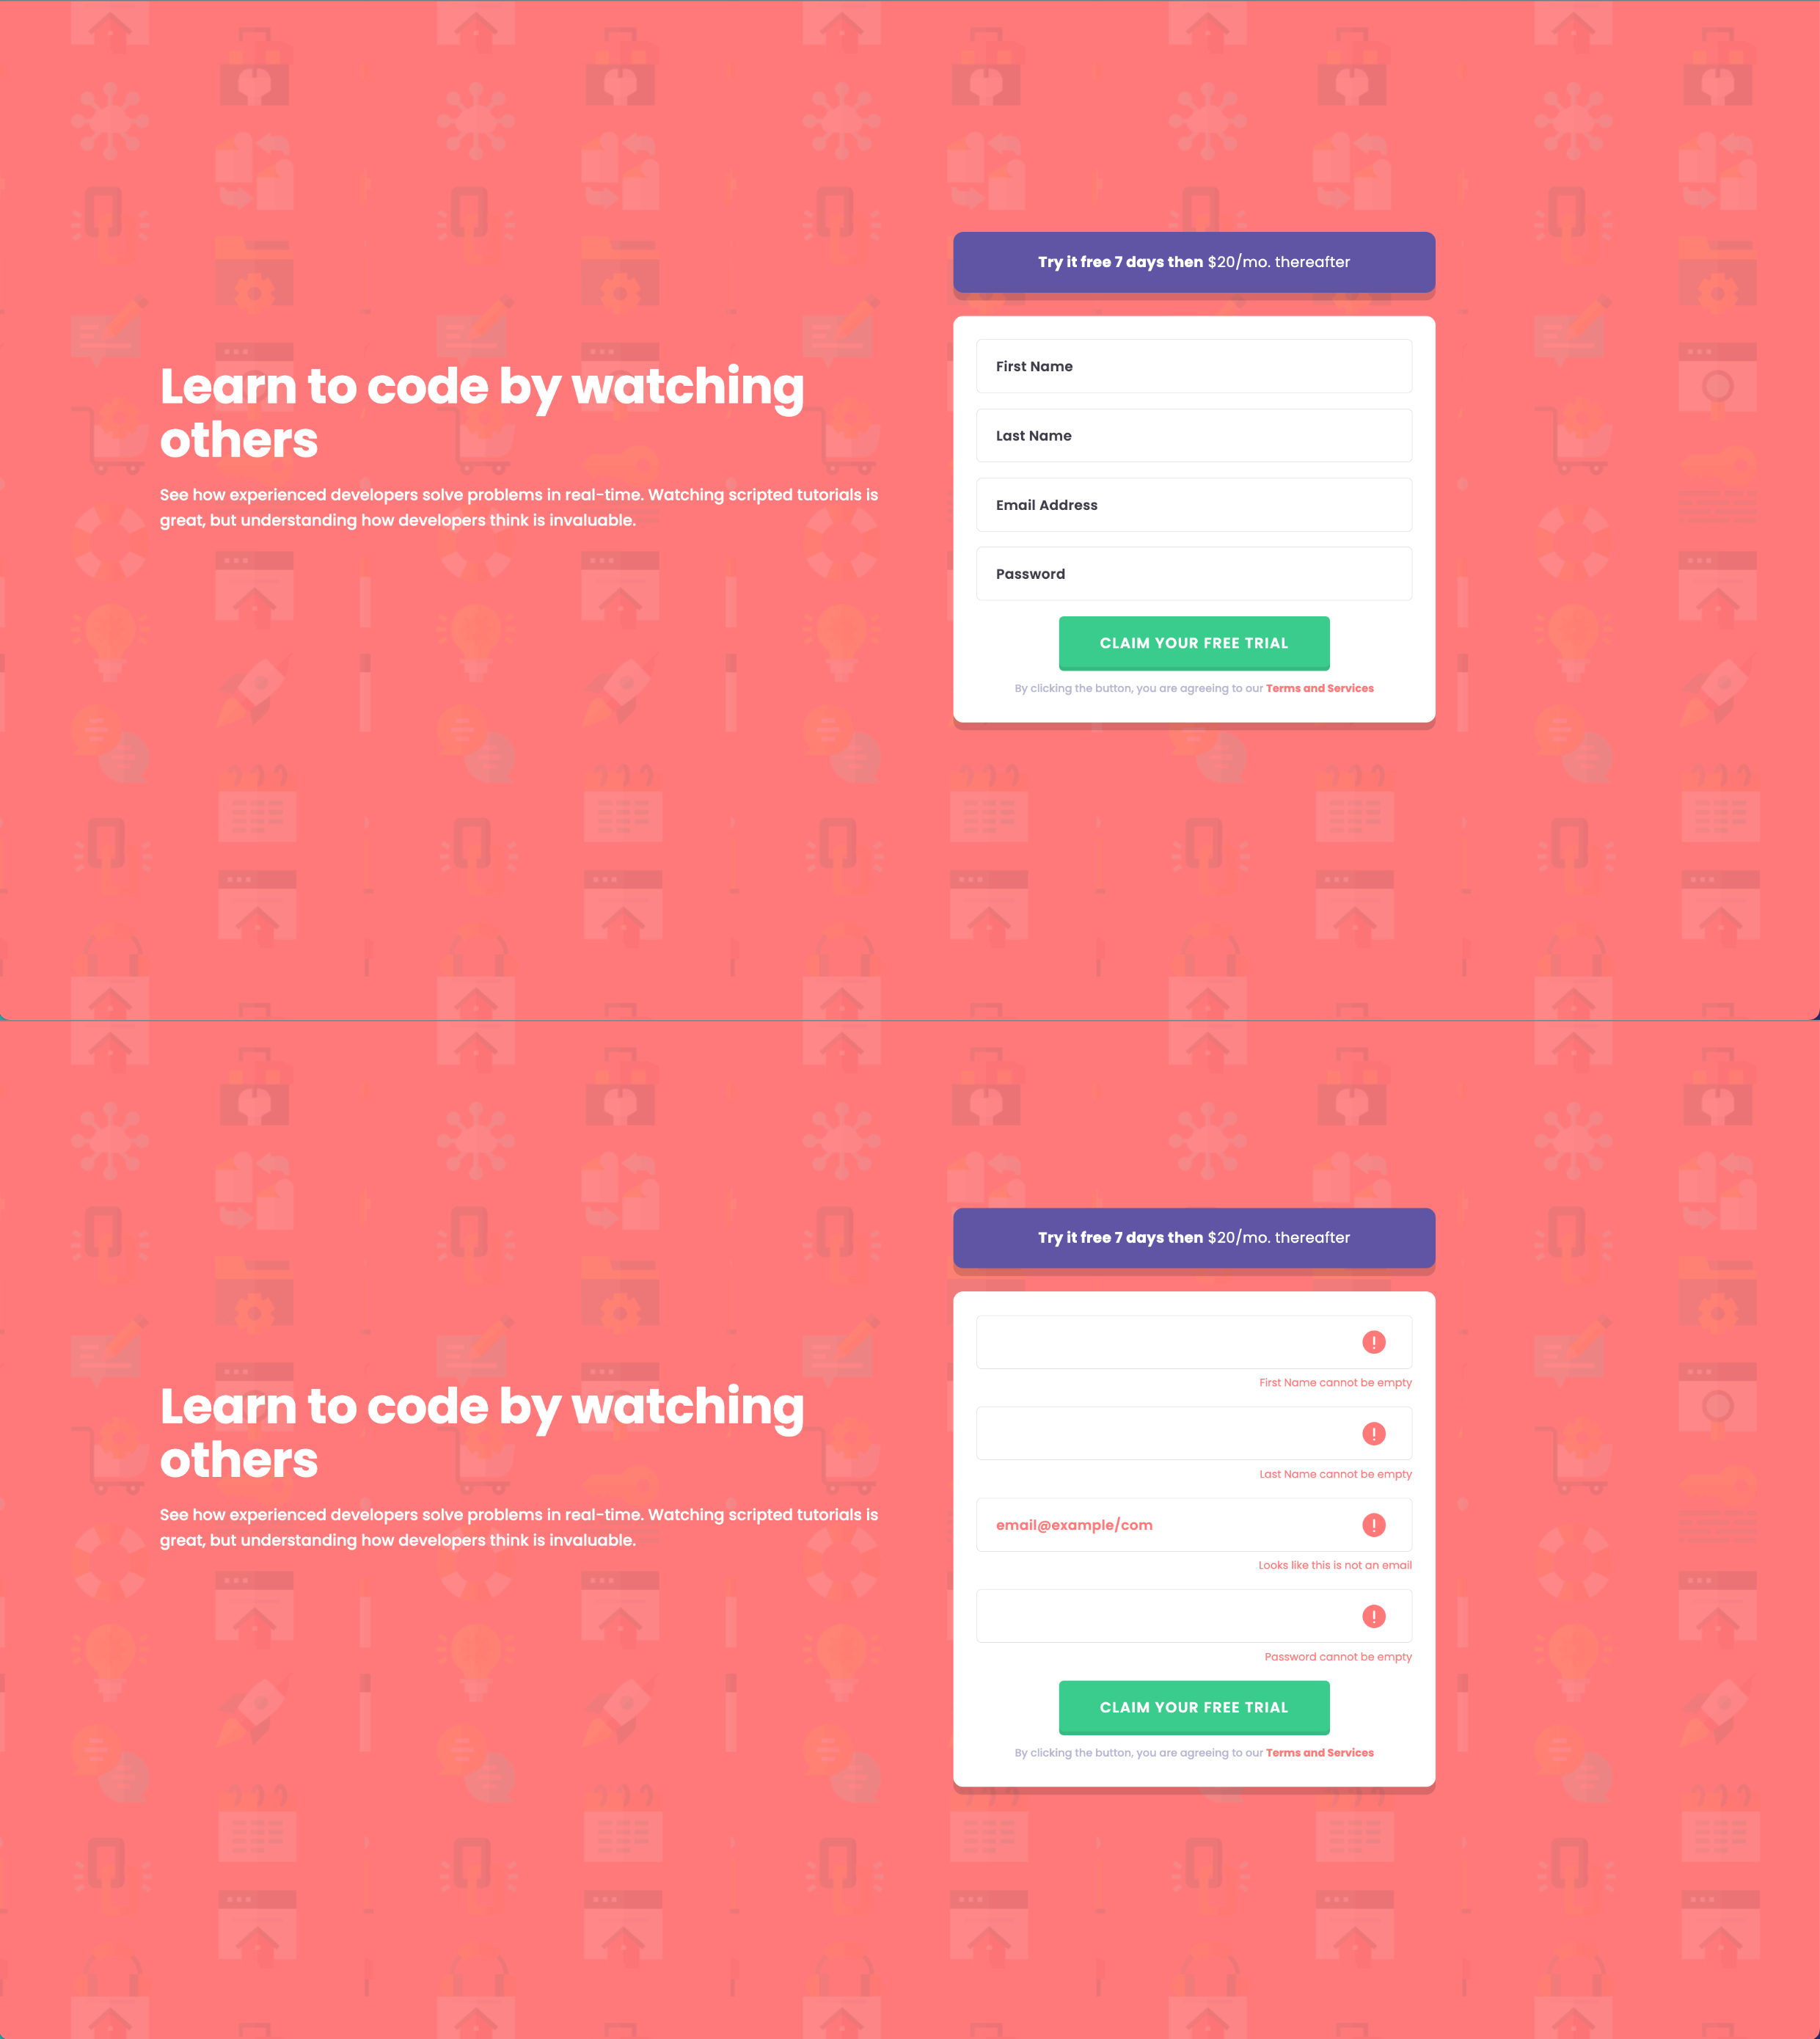 Try it free 7 days then $20/mo. thereafter
Learn to code by watching
others
See how experienced developers solve problems in real-time. Watching scripted tutorials is
great, but understanding how developers think is invaluable.
First Name
Last Name
Email Address
Password
CLAIM YOUR FREE TRIAL
By clicking the button, you are agreeing to our Terms and Services
Try it free 7 days then $20/mo. thereafter
Learn to code by watching
others
See how experienced developers solve problems in real-time. Watching scripted tutorials is
great, but understanding how developers think is invaluable.
First Name cannot be empty
Last Name cannot be empty
email@example/com
Looks like this is not an email
Password cannot be empty
CLAIM YOUR FREE TRIAL
By clicking the button, you are agreeing to our Terms and Services